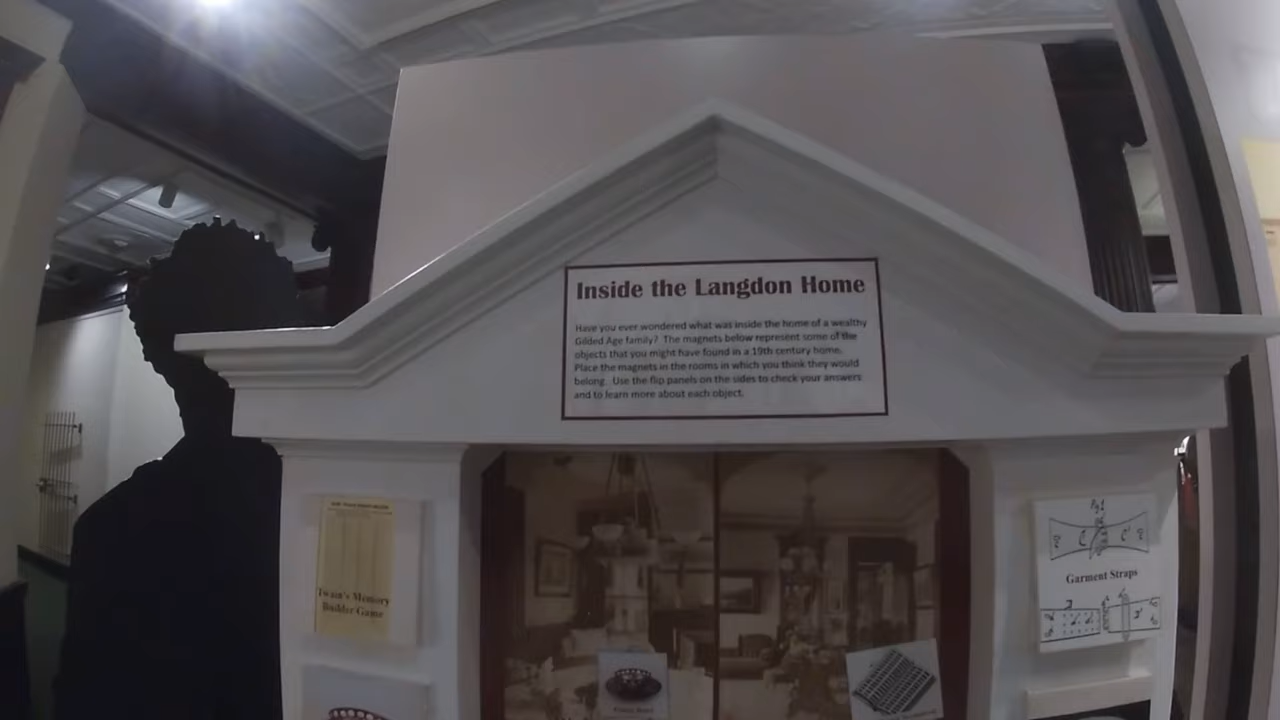 Inside the Langdon Home
Have you ever wondered what was inside the home of a wealthy
Gilded Age family? The magnets below represent some of the
objects that you might have found in a 19th century home.
Place the magnets in the rooms in which you think they would
belong. Use the flip panels on the sides to check your answers
and to learn more about each object.
Twain's Memory
Builder Game
Fig 1
Garment Straps